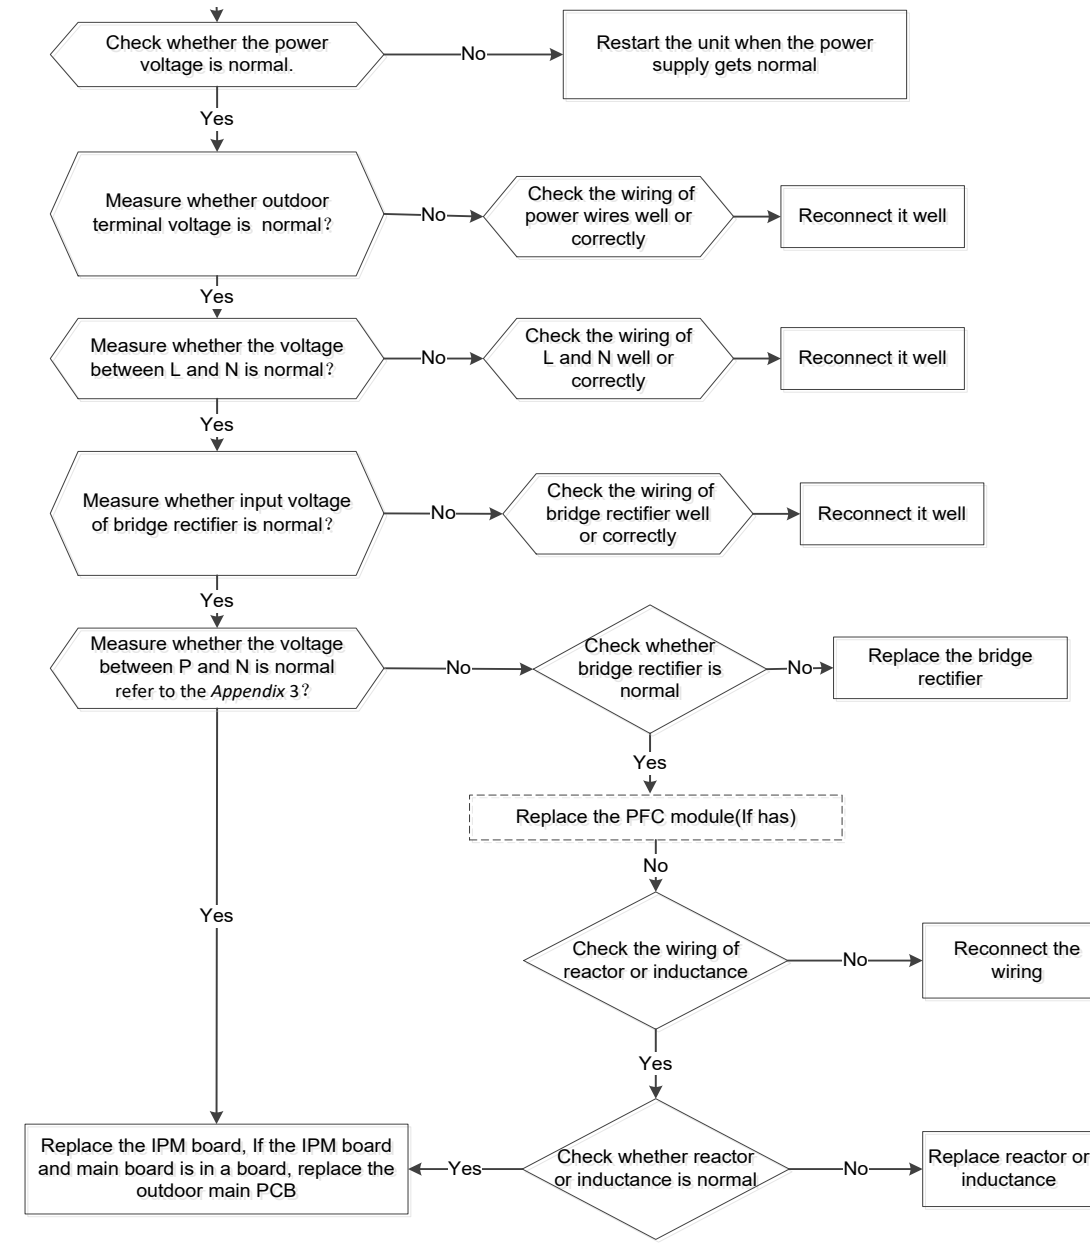 Check whether the power
voltage is normal.
No
Restart the unit when the power
supply gets normal
Yes
Measure whether outdoor
terminal voltage is  normal？
No
Check the wiring of
power wires well or
correctly
Reconnect it well
Yes
Measure whether the voltage
between L and N is normal？
No
Check the wiring of
L and N well or
correctly
Reconnect it well
Yes
Measure whether input voltage
of bridge rectifier is normal？
No
Check the wiring of
bridge rectifier well
or correctly
Reconnect it well
Yes
Measure whether the voltage
between P and N is normal
refer to the Appendix 3？
No
Check whether
bridge rectifier is
normal
No
Replace the bridge
rectifier
Yes
Replace the PFC module(If has)
No
Yes
Check the wiring of
reactor or inductance
No
Reconnect the
wiring
Yes
Replace the IPM board, If the IPM board
and main board is in a board, replace the
outdoor main PCB
Yes
Check whether reactor
or inductance is normal
No
Replace reactor or
inductance